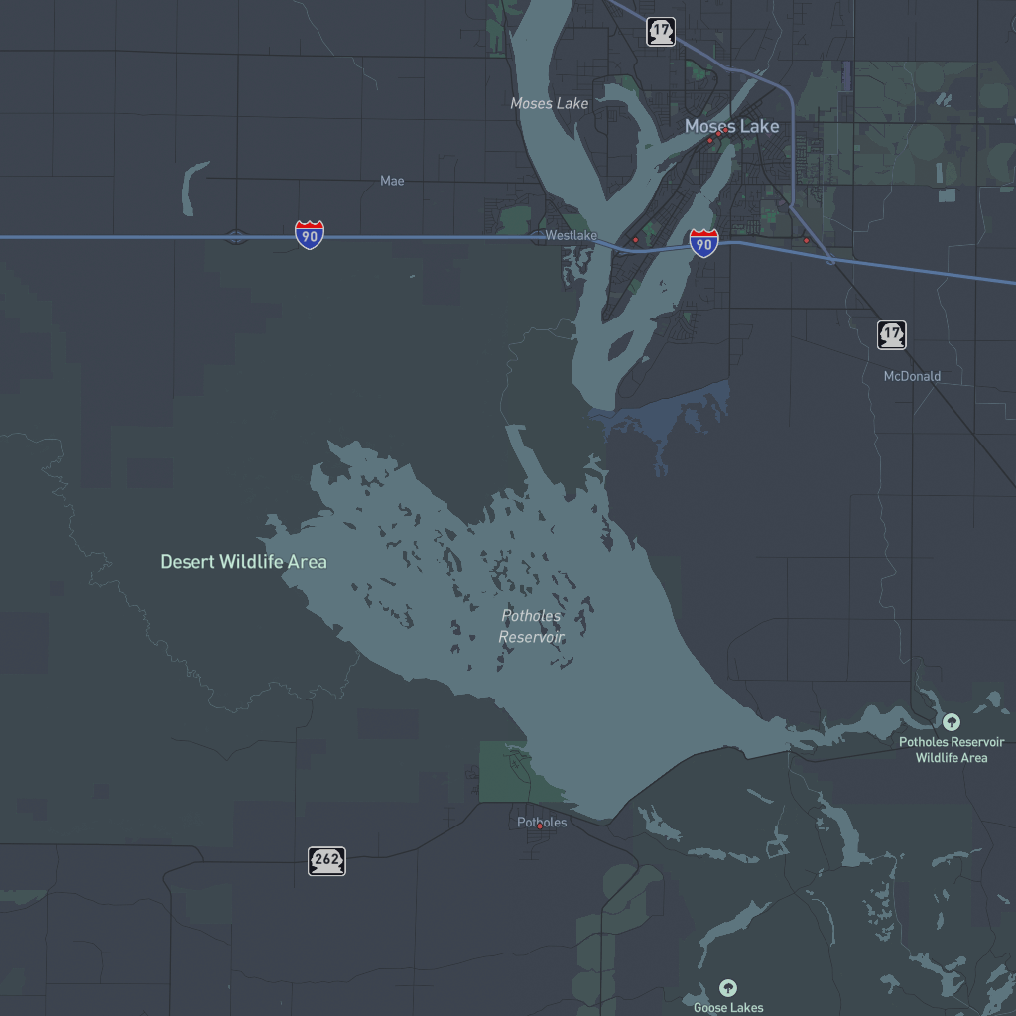 17
Moses Lake
Moses Lake
Mae
90
Westlake
90
17
McDonald
Desert Wildlife Area
Potholes
Reservoir
Potholes Reservoir
Wildlife Area
Potholes
262
Goose Lakes